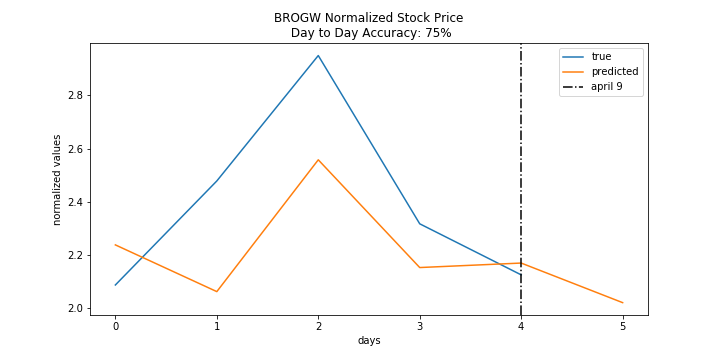 BROGW Normalized Stock Price
Day to Day Accuracy: 75%
true
predicted
april 9
normalized values
2.8
2.6
2.4
2.2
2.0
0 1 2 3 4 5
days